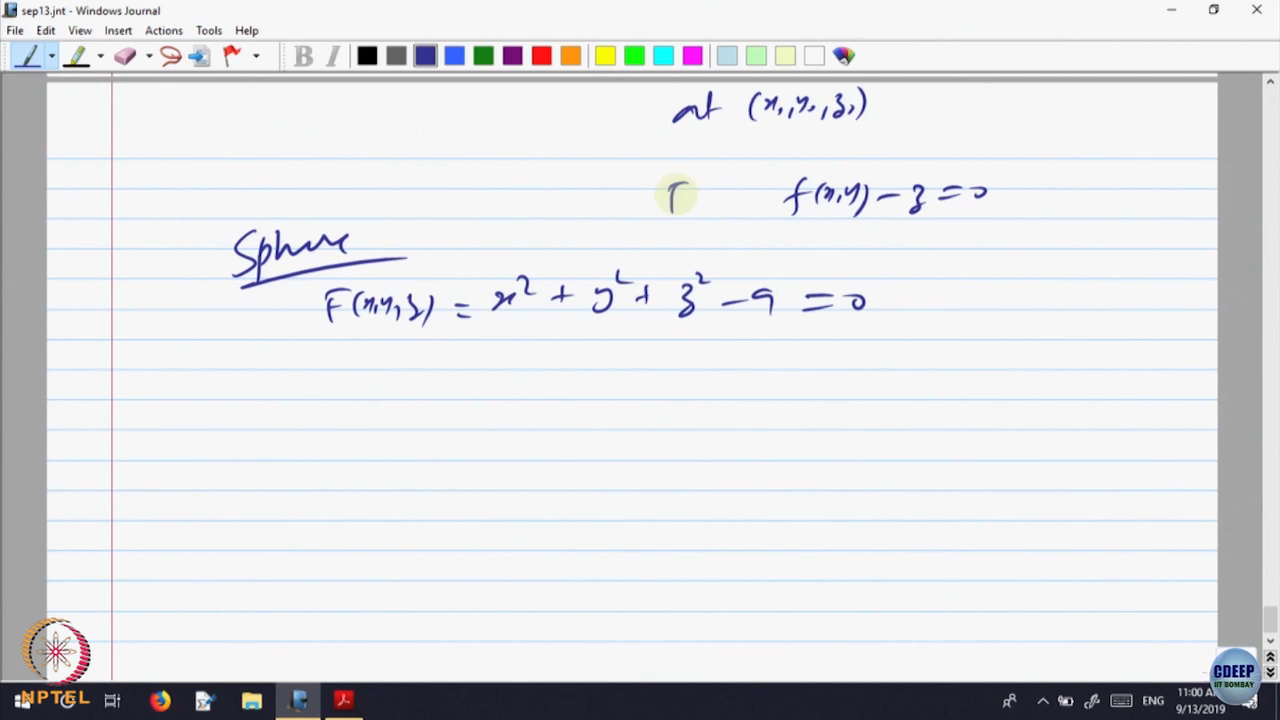 sep13.jnt - Windows Journal
File Edit View Insert Actions Tools Help
B I
at (x₁, y₁, z₁)
f(x,y) - z = 0
Sphere
F(x,y,z) = x² + y² + z² - 9 = 0
NPTEL
CDEEP
IIT BOMBAY
ENG
11:00 A
9/13/2019